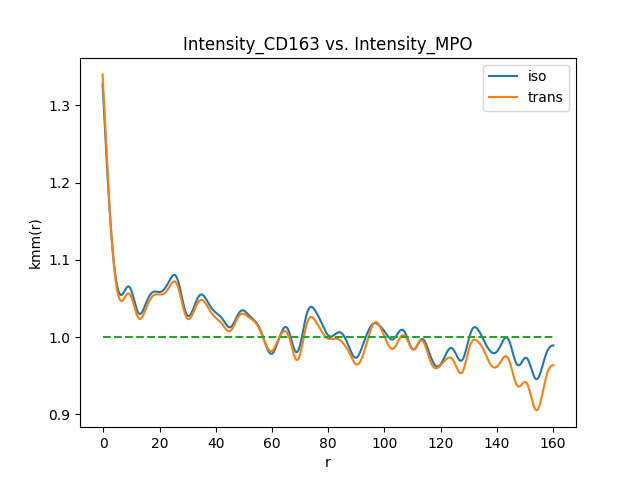 Intensity_CD163 vs. Intensity_MPO
iso
trans
kmm(r)
1.3
1.2
1.1
1.0
0.9
0 20 40 60 80 100 120 140 160
r